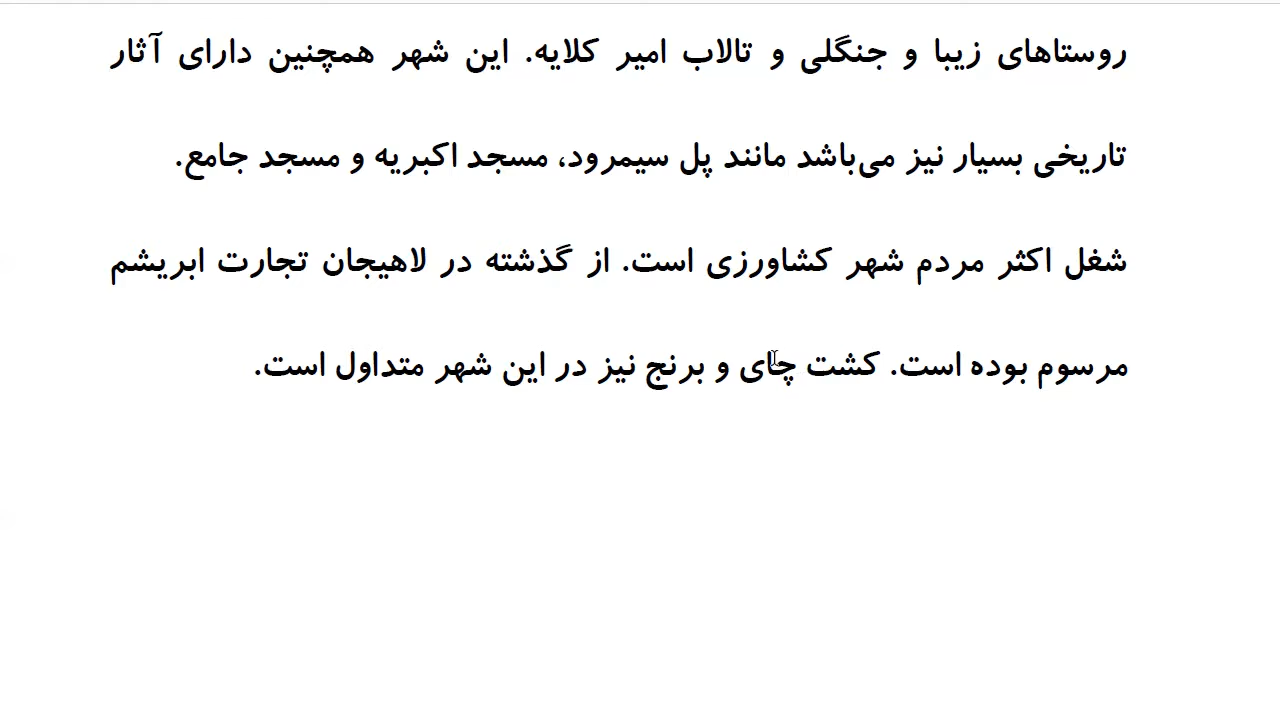 روستاهای زیبا و جنگلی و تالاب امیر کلایه. این شهر همچنین دارای آثار
تاریخی بسیار نیز می‌باشد مانند پل سیمرود، مسجد اکبریه و مسجد جامع.
شغل اکثر مردم شهر کشاورزی است. از گذشته در لاهیجان تجارت ابریشم
مرسوم بوده است. کشت چای و برنج نیز در این شهر متداول است.